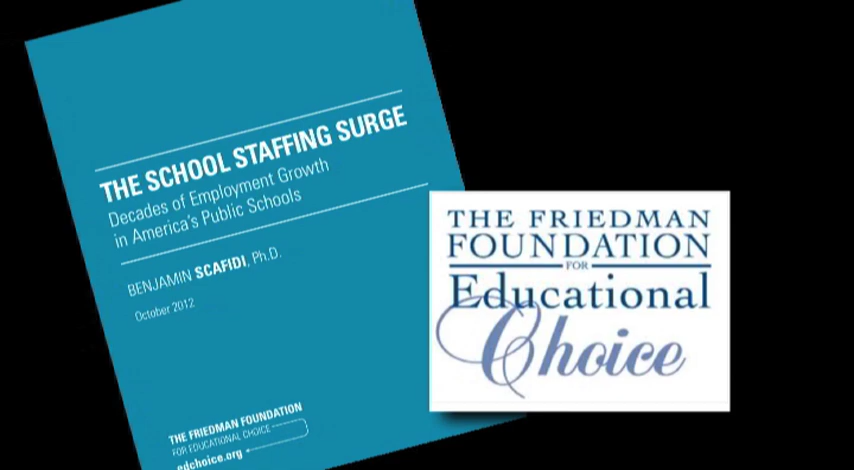 THE SCHOOL STAFFING SURGE
Decades of Employment Growth
in America's Public Schools
BENJAMIN SCAFIDI, Ph.D.
October 2012
THE FRIEDMAN FOUNDATION
FOR EDUCATIONAL CHOICE
edchoice.org
THE FRIEDMAN
FOUNDATION
FOR
Educational
Choice